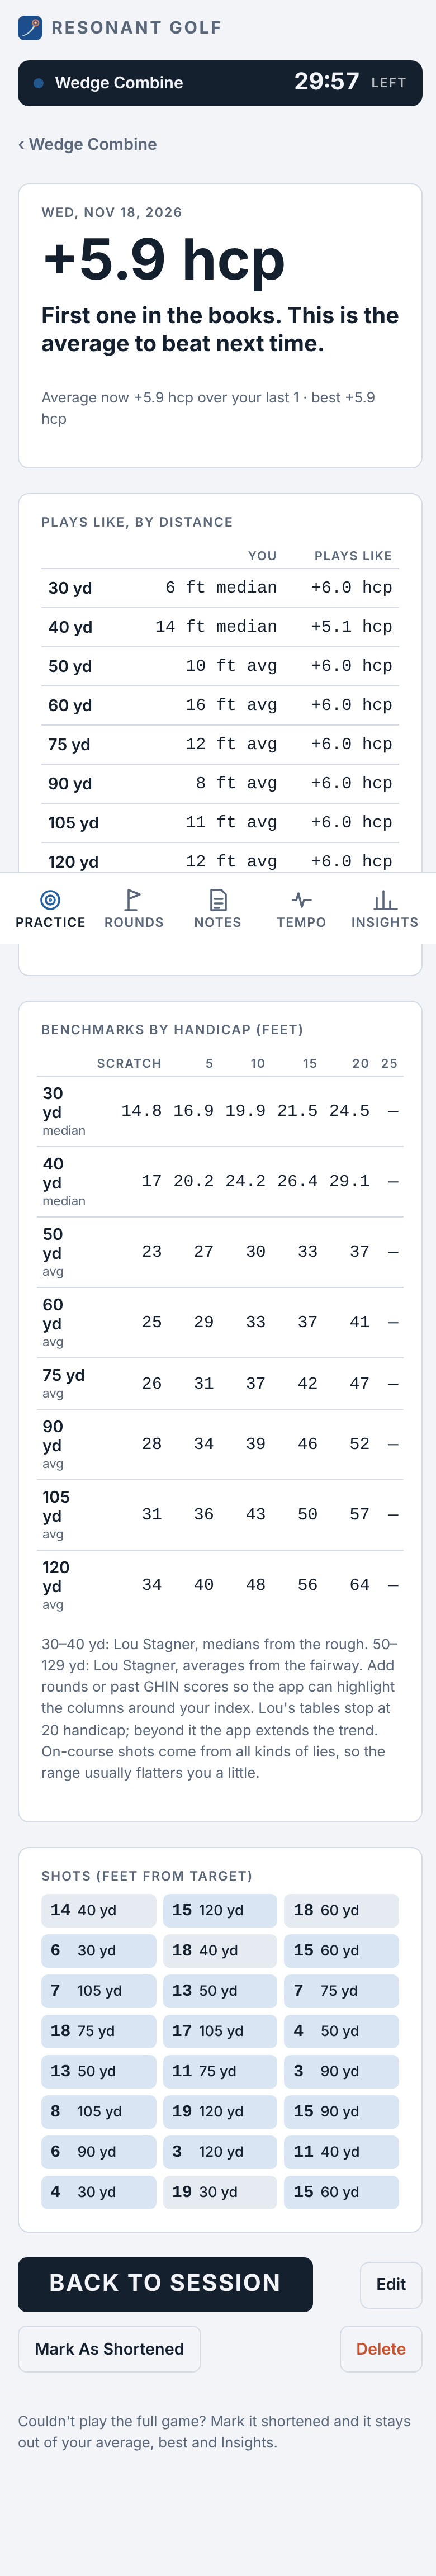 RESONANT GOLF
Wedge Combine 29:57 LEFT
‹ Wedge Combine
WED, NOV 18, 2026
+5.9 hcp
First one in the books. This is the
average to beat next time.
Average now +5.9 hcp over your last 1 · best +5.9
hcp
PLAYS LIKE, BY DISTANCE
YOU PLAYS LIKE
30 yd 6 ft median +6.0 hcp
40 yd 14 ft median +5.1 hcp
50 yd 10 ft avg +6.0 hcp
60 yd 16 ft avg +6.0 hcp
75 yd 12 ft avg +6.0 hcp
90 yd 8 ft avg +6.0 hcp
105 yd 11 ft avg +6.0 hcp
120 yd 12 ft avg +6.0 hcp
PRACTICE ROUNDS NOTES TEMPO INSIGHTS
BENCHMARKS BY HANDICAP (FEET)
SCRATCH 5 10 15 20 25
30
yd 14.8 16.9 19.9 21.5 24.5 —
median
40
yd 17 20.2 24.2 26.4 29.1 —
median
50
yd 23 27 30 33 37 —
avg
60
yd 25 29 33 37 41 —
avg
75 yd 26 31 37 42 47 —
avg
90
yd 28 34 39 46 52 —
avg
105
yd 31 36 43 50 57 —
avg
120
yd 34 40 48 56 64 —
avg
30–40 yd: Lou Stagner, medians from the rough. 50–
129 yd: Lou Stagner, averages from the fairway. Add
rounds or past GHIN scores so the app can highlight
the columns around your index. Lou's tables stop at
20 handicap; beyond it the app extends the trend.
On-course shots come from all kinds of lies, so the
range usually flatters you a little.
SHOTS (FEET FROM TARGET)
14 40 yd 15 120 yd 18 60 yd
6 30 yd 18 40 yd 15 60 yd
7 105 yd 13 50 yd 7 75 yd
18 75 yd 17 105 yd 4 50 yd
13 50 yd 11 75 yd 3 90 yd
8 105 yd 19 120 yd 15 90 yd
6 90 yd 3 120 yd 11 40 yd
4 30 yd 19 30 yd 15 60 yd
BACK TO SESSION Edit
Mark As Shortened Delete
Couldn't play the full game? Mark it shortened and it stays
out of your average, best and Insights.